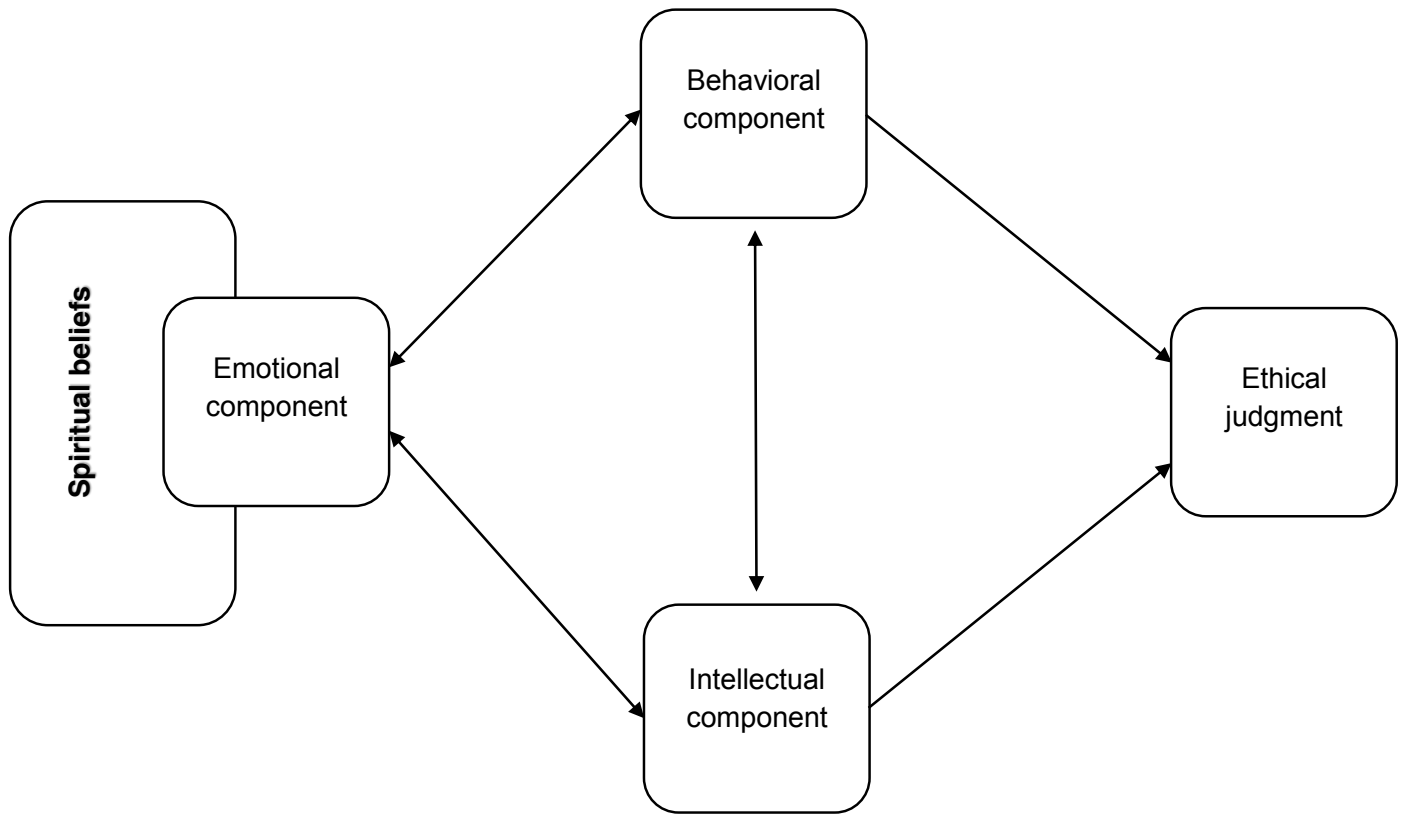 Behavioral
component
Spiritual beliefs
Emotional
component
Ethical
judgment
Intellectual
component